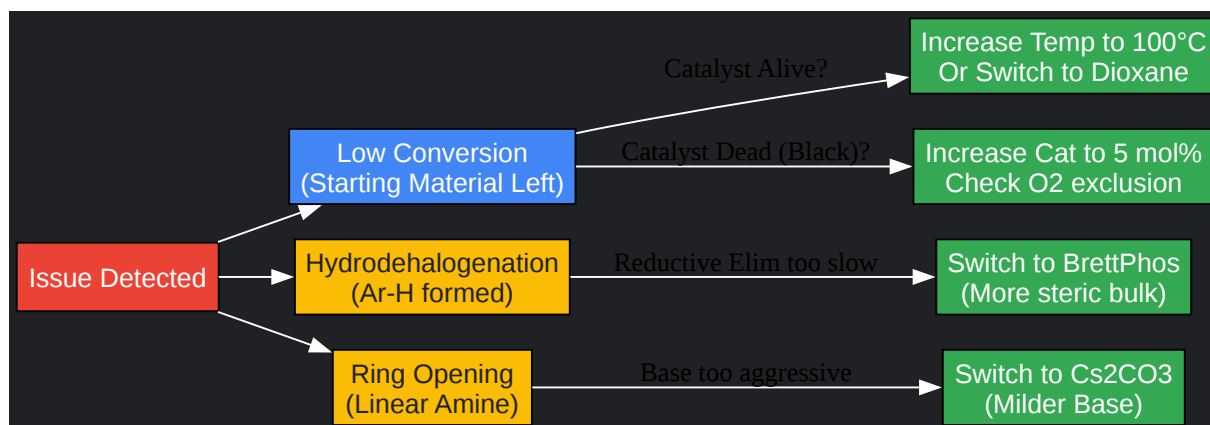 Issue Detected
Low Conversion
(Starting Material Left)
Catalyst Alive?
Increase Temp to 100°C
Or Switch to Dioxane
Catalyst Dead (Black)?
Increase Cat to 5 mol%
Check O2 exclusion
Hydrodehalogenation
(Ar-H formed)
Reductive Elim too slow
Switch to BrettPhos
(More steric bulk)
Ring Opening
(Linear Amine)
Base too aggressive
Switch to Cs2CO3
(Milder Base)